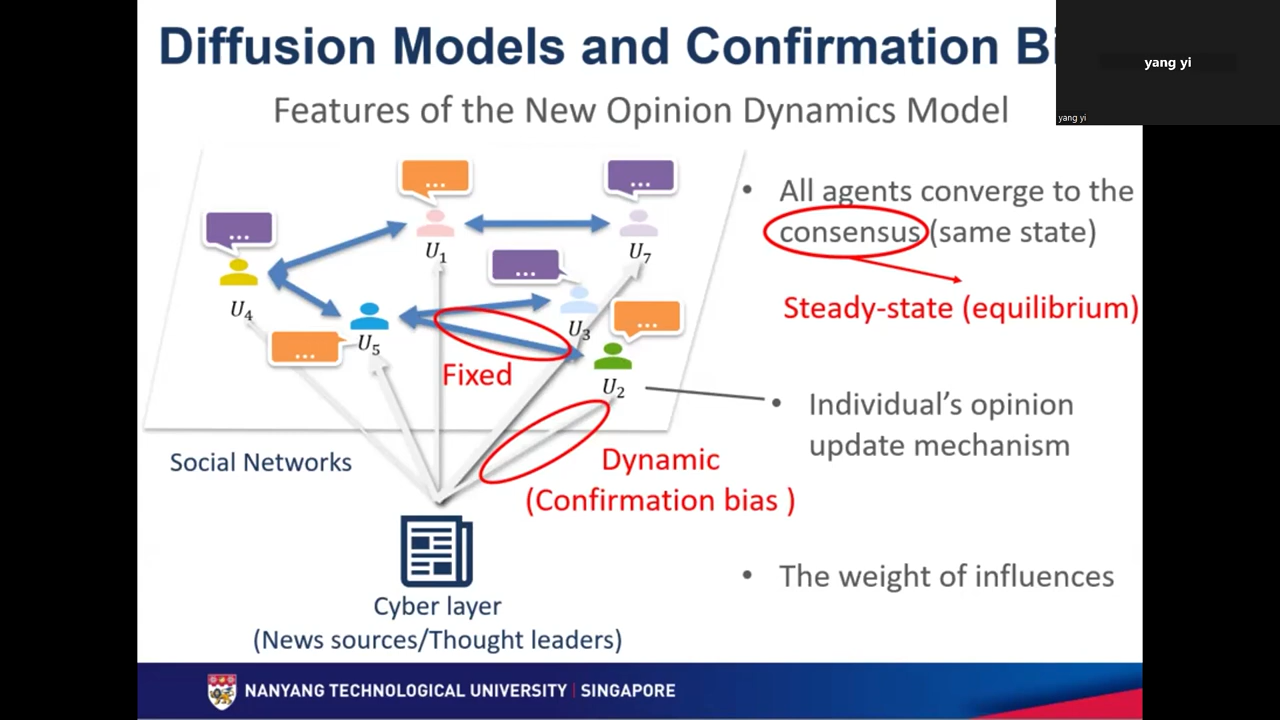 Diffusion Models and Confirmation Bi
yang yi
yang yi
Features of the New Opinion Dynamics Model
...
...
...
...
...
...
U1
U7
U4
U5
U3
U2
Fixed
Social Networks
Dynamic
(Confirmation bias )
Cyber layer
(News sources/Thought leaders)
• All agents converge to the
consensus (same state)
Steady-state (equilibrium)
• Individual's opinion
update mechanism
• The weight of influences
NANYANG TECHNOLOGICAL UNIVERSITY | SINGAPORE